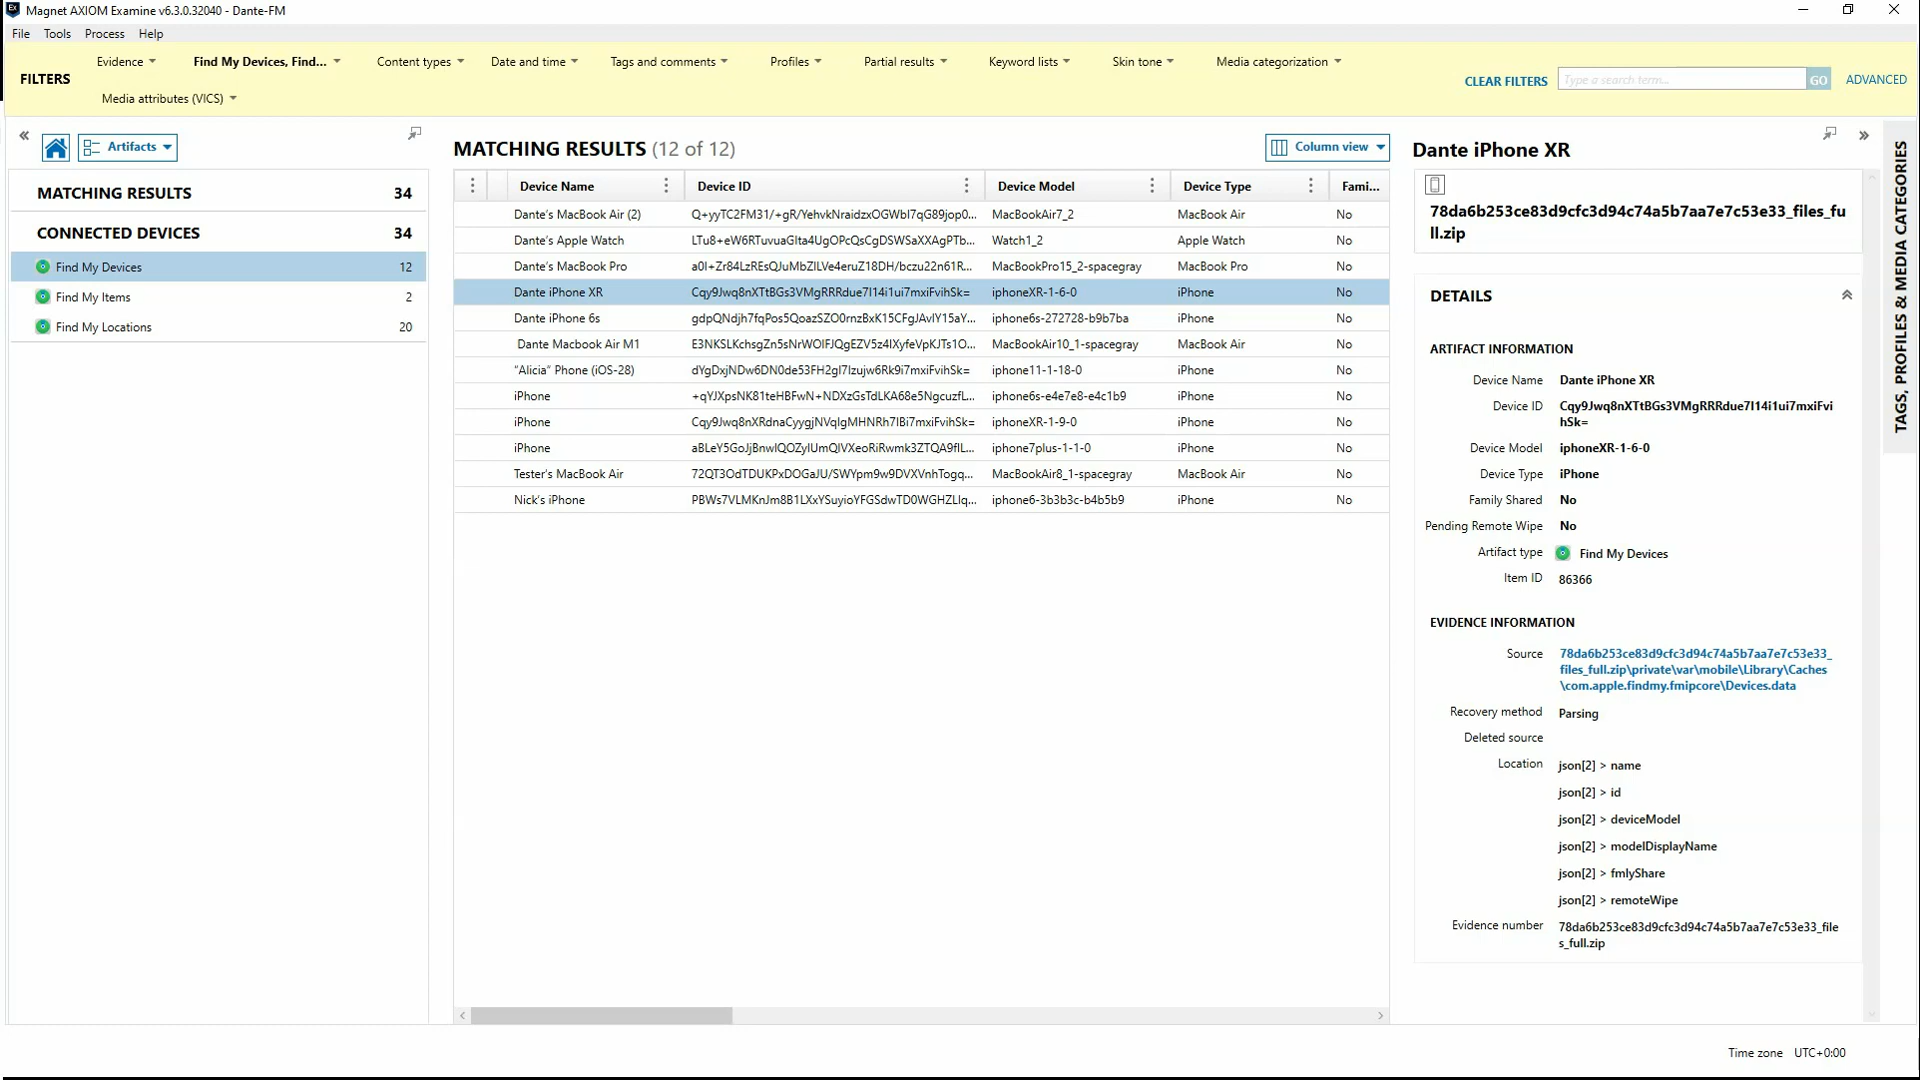 Magnet AXIOM Examine v6.3.0.32040 - Dante-FM
File Tools Process Help
FILTERS
Evidence
Find My Devices, Find...
Content types
Date and time
Tags and comments
Profiles
Partial results
Keyword lists
Skin tone
Media categorization
Media attributes (VICS)
CLEAR FILTERS
Type a search term...
GO
ADVANCED
Artifacts
MATCHING RESULTS 34
CONNECTED DEVICES 34
Find My Devices 12
Find My Items 2
Find My Locations 20
MATCHING RESULTS (12 of 12)
Column view
Device Name Device ID Device Model Device Type Fami...
Dante's MacBook Air (2) Q+yyTC2FM31/+gR/YehvkNraidzxOGWbI7qG89jop0... MacBookAir7_2 MacBook Air No
Dante's Apple Watch LTu8+eW6RTuvuaGIta4UgOPcQsCgDSWSaXXAgPTb... Watch1_2 Apple Watch No
Dante's MacBook Pro a0I+Zr84LzREsQJuMbZILVe4eruZ18DH/bczu22n61R... MacBookPro15_2-spacegray MacBook Pro No
Dante iPhone XR Cqy9Jwq8nXTtBGs3VMgRRRdue7I14i1ui7mxiFvihSk= iphoneXR-1-6-0 iPhone No
Dante iPhone 6s gdpQNdjh7fqPos5QoazSZO0rnzBxK15CFgJAvIY15aY... iphone6s-272728-b9b7ba iPhone No
Dante Macbook Air M1 E3NKSLKchsgZn5sNrWOIFJQgEZV5z4IXyfeVpKJTs1O... MacBookAir10_1-spacegray MacBook Air No
"Alicia" Phone (iOS-28) dYgDxjNDw6DN0de53FH2gI7Izujw6Rk9i7mxiFvihSk= iphone11-1-18-0 iPhone No
iPhone +qYJXpsNK81teHBFwN+NDXzGsTdLKA68e5NgcuzfL... iphone6s-e4e7e8-e4c1b9 iPhone No
iPhone Cqy9Jwq8nXRdnaCyygjNVqIgMHNRh7IBi7mxiFvihSk= iphoneXR-1-9-0 iPhone No
iPhone aBLeY5GoJjBnwIQOZyIUmQIVXeoRiRwmk3ZTQA9fIL... iphone7plus-1-1-0 iPhone No
Tester's MacBook Air 72QT3OdTDUKPxDOGaJU/SWYpm9w9DVXVnhTogq... MacBookAir8_1-spacegray MacBook Air No
Nick's iPhone PBWs7VLMKnJm8B1LXxYSuyioYFGSdwTD0WGHZLIq... iphone6-3b3b3c-b4b5b9 iPhone No
Dante iPhone XR
78da6b253ce83d9cfc3d94c74a5b7aa7e7c53e33_files_fu
ll.zip
DETAILS
ARTIFACT INFORMATION
Device Name Dante iPhone XR
Device ID Cqy9Jwq8nXTtBGs3VMgRRRdue7I14i1ui7mxiFvi
hSk=
Device Model iphoneXR-1-6-0
Device Type iPhone
Family Shared No
Pending Remote Wipe No
Artifact type Find My Devices
Item ID 86366
EVIDENCE INFORMATION
Source 78da6b253ce83d9cfc3d94c74a5b7aa7e7c53e33_
files_full.zip\private\var\mobile\Library\Caches
\com.apple.findmy.fmipcore\Devices.data
Recovery method Parsing
Deleted source
Location json[2] > name
json[2] > id
json[2] > deviceModel
json[2] > modelDisplayName
json[2] > fmlyShare
json[2] > remoteWipe
Evidence number 78da6b253ce83d9cfc3d94c74a5b7aa7e7c53e33_file
s_full.zip
TAGS, PROFILES & MEDIA CATEGORIES
Time zone UTC+0:00